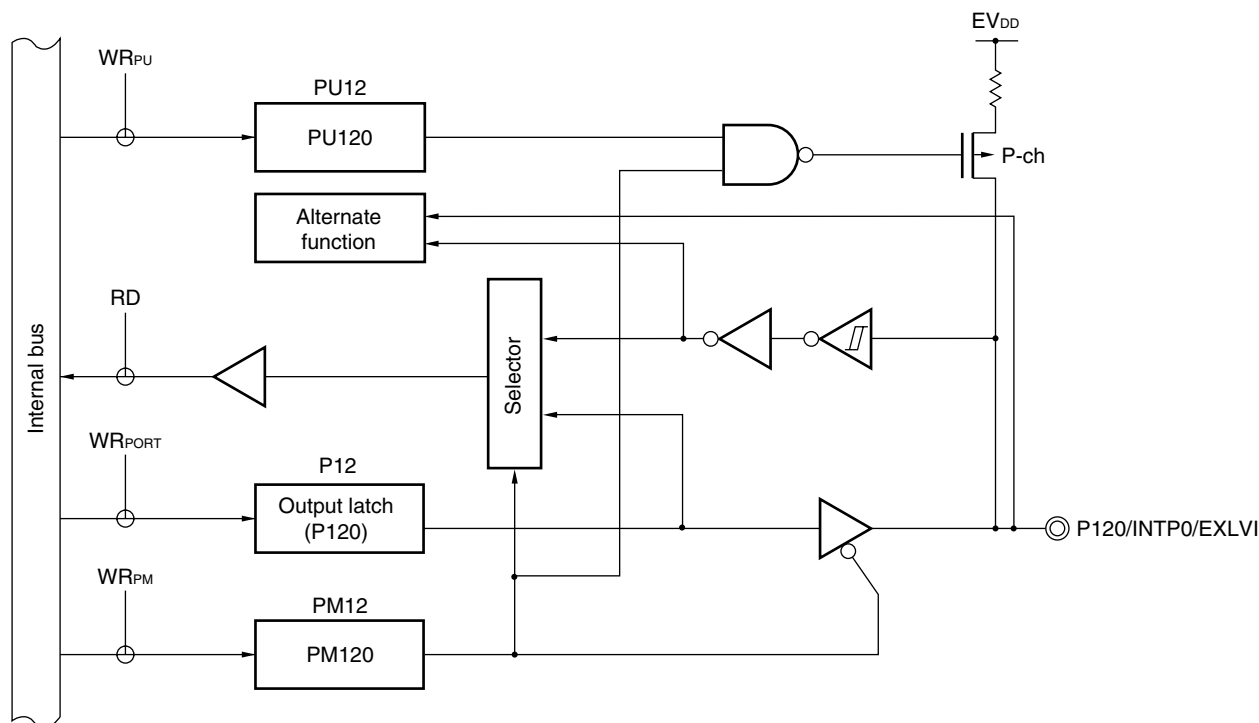 EVDD
WRPU
PU12
PU120
P-ch
Alternate
function
RD
Selector
Internal bus
WRPORT
P12
Output latch
(P120)
P120/INTP0/EXLVI
WRPM
PM12
PM120